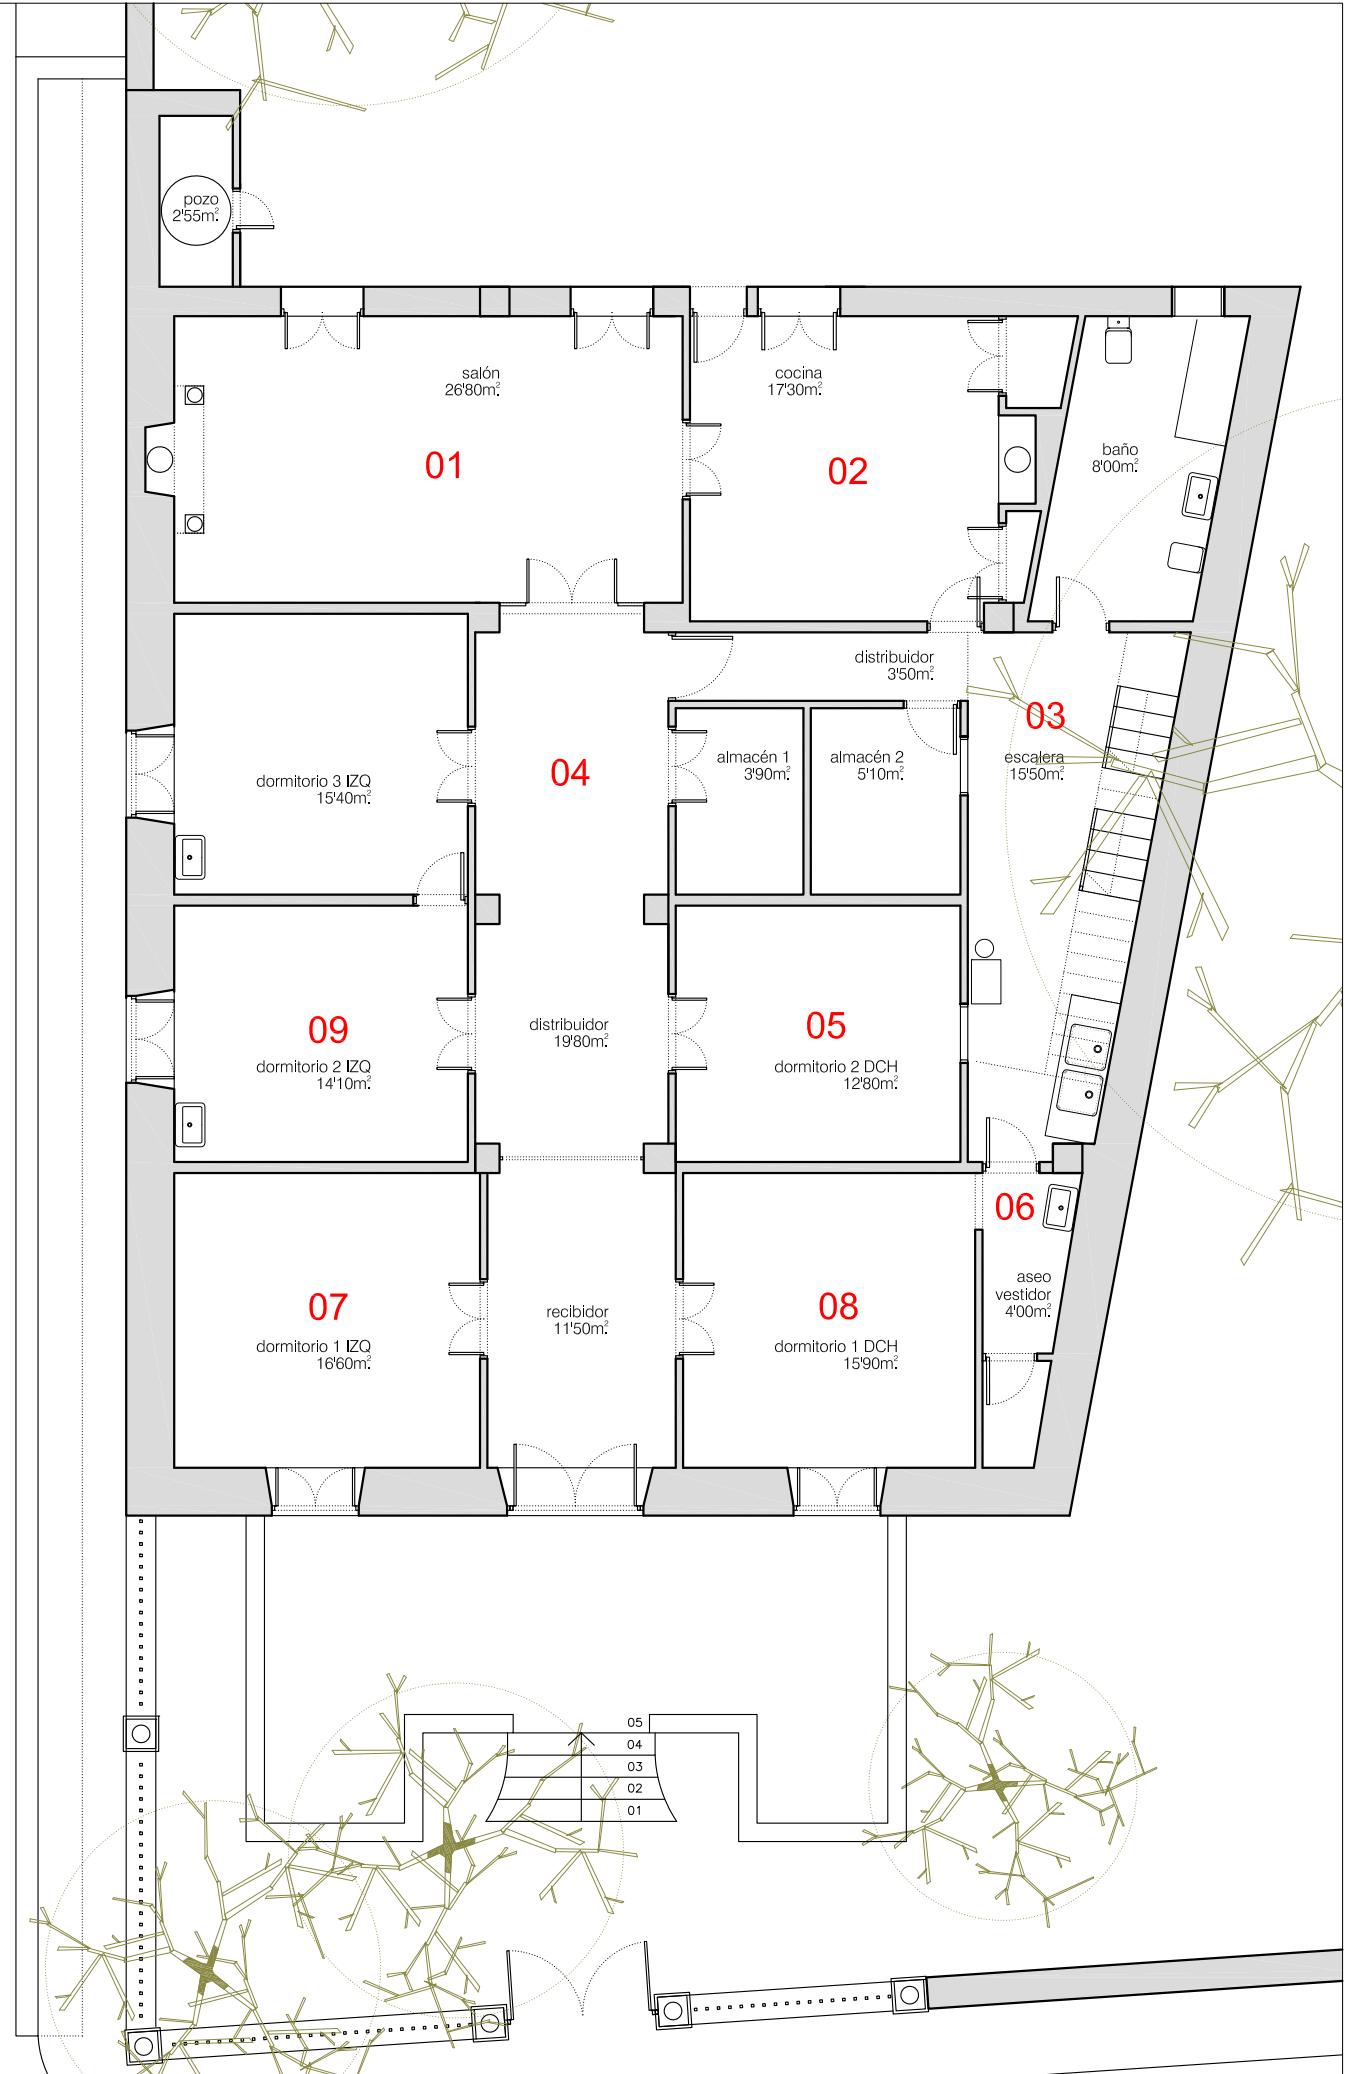 pozo
2'55m²
salón
26'80m²
01
cocina
17'30m²
02
baño
8'00m²
distribuidor
3'50m²
03
escalera
15'50m²
04
almacén 1
3'90m²
almacén 2
5'10m²
dormitorio 3 IZQ
15'40m²
09
dormitorio 2 IZQ
14'10m²
distribuidor
19'80m²
05
dormitorio 2 DCH
12'80m²
06
aseo
vestidor
4'00m²
07
dormitorio 1 IZQ
16'60m²
recibidor
11'50m²
08
dormitorio 1 DCH
15'90m²
05
04
03
02
01